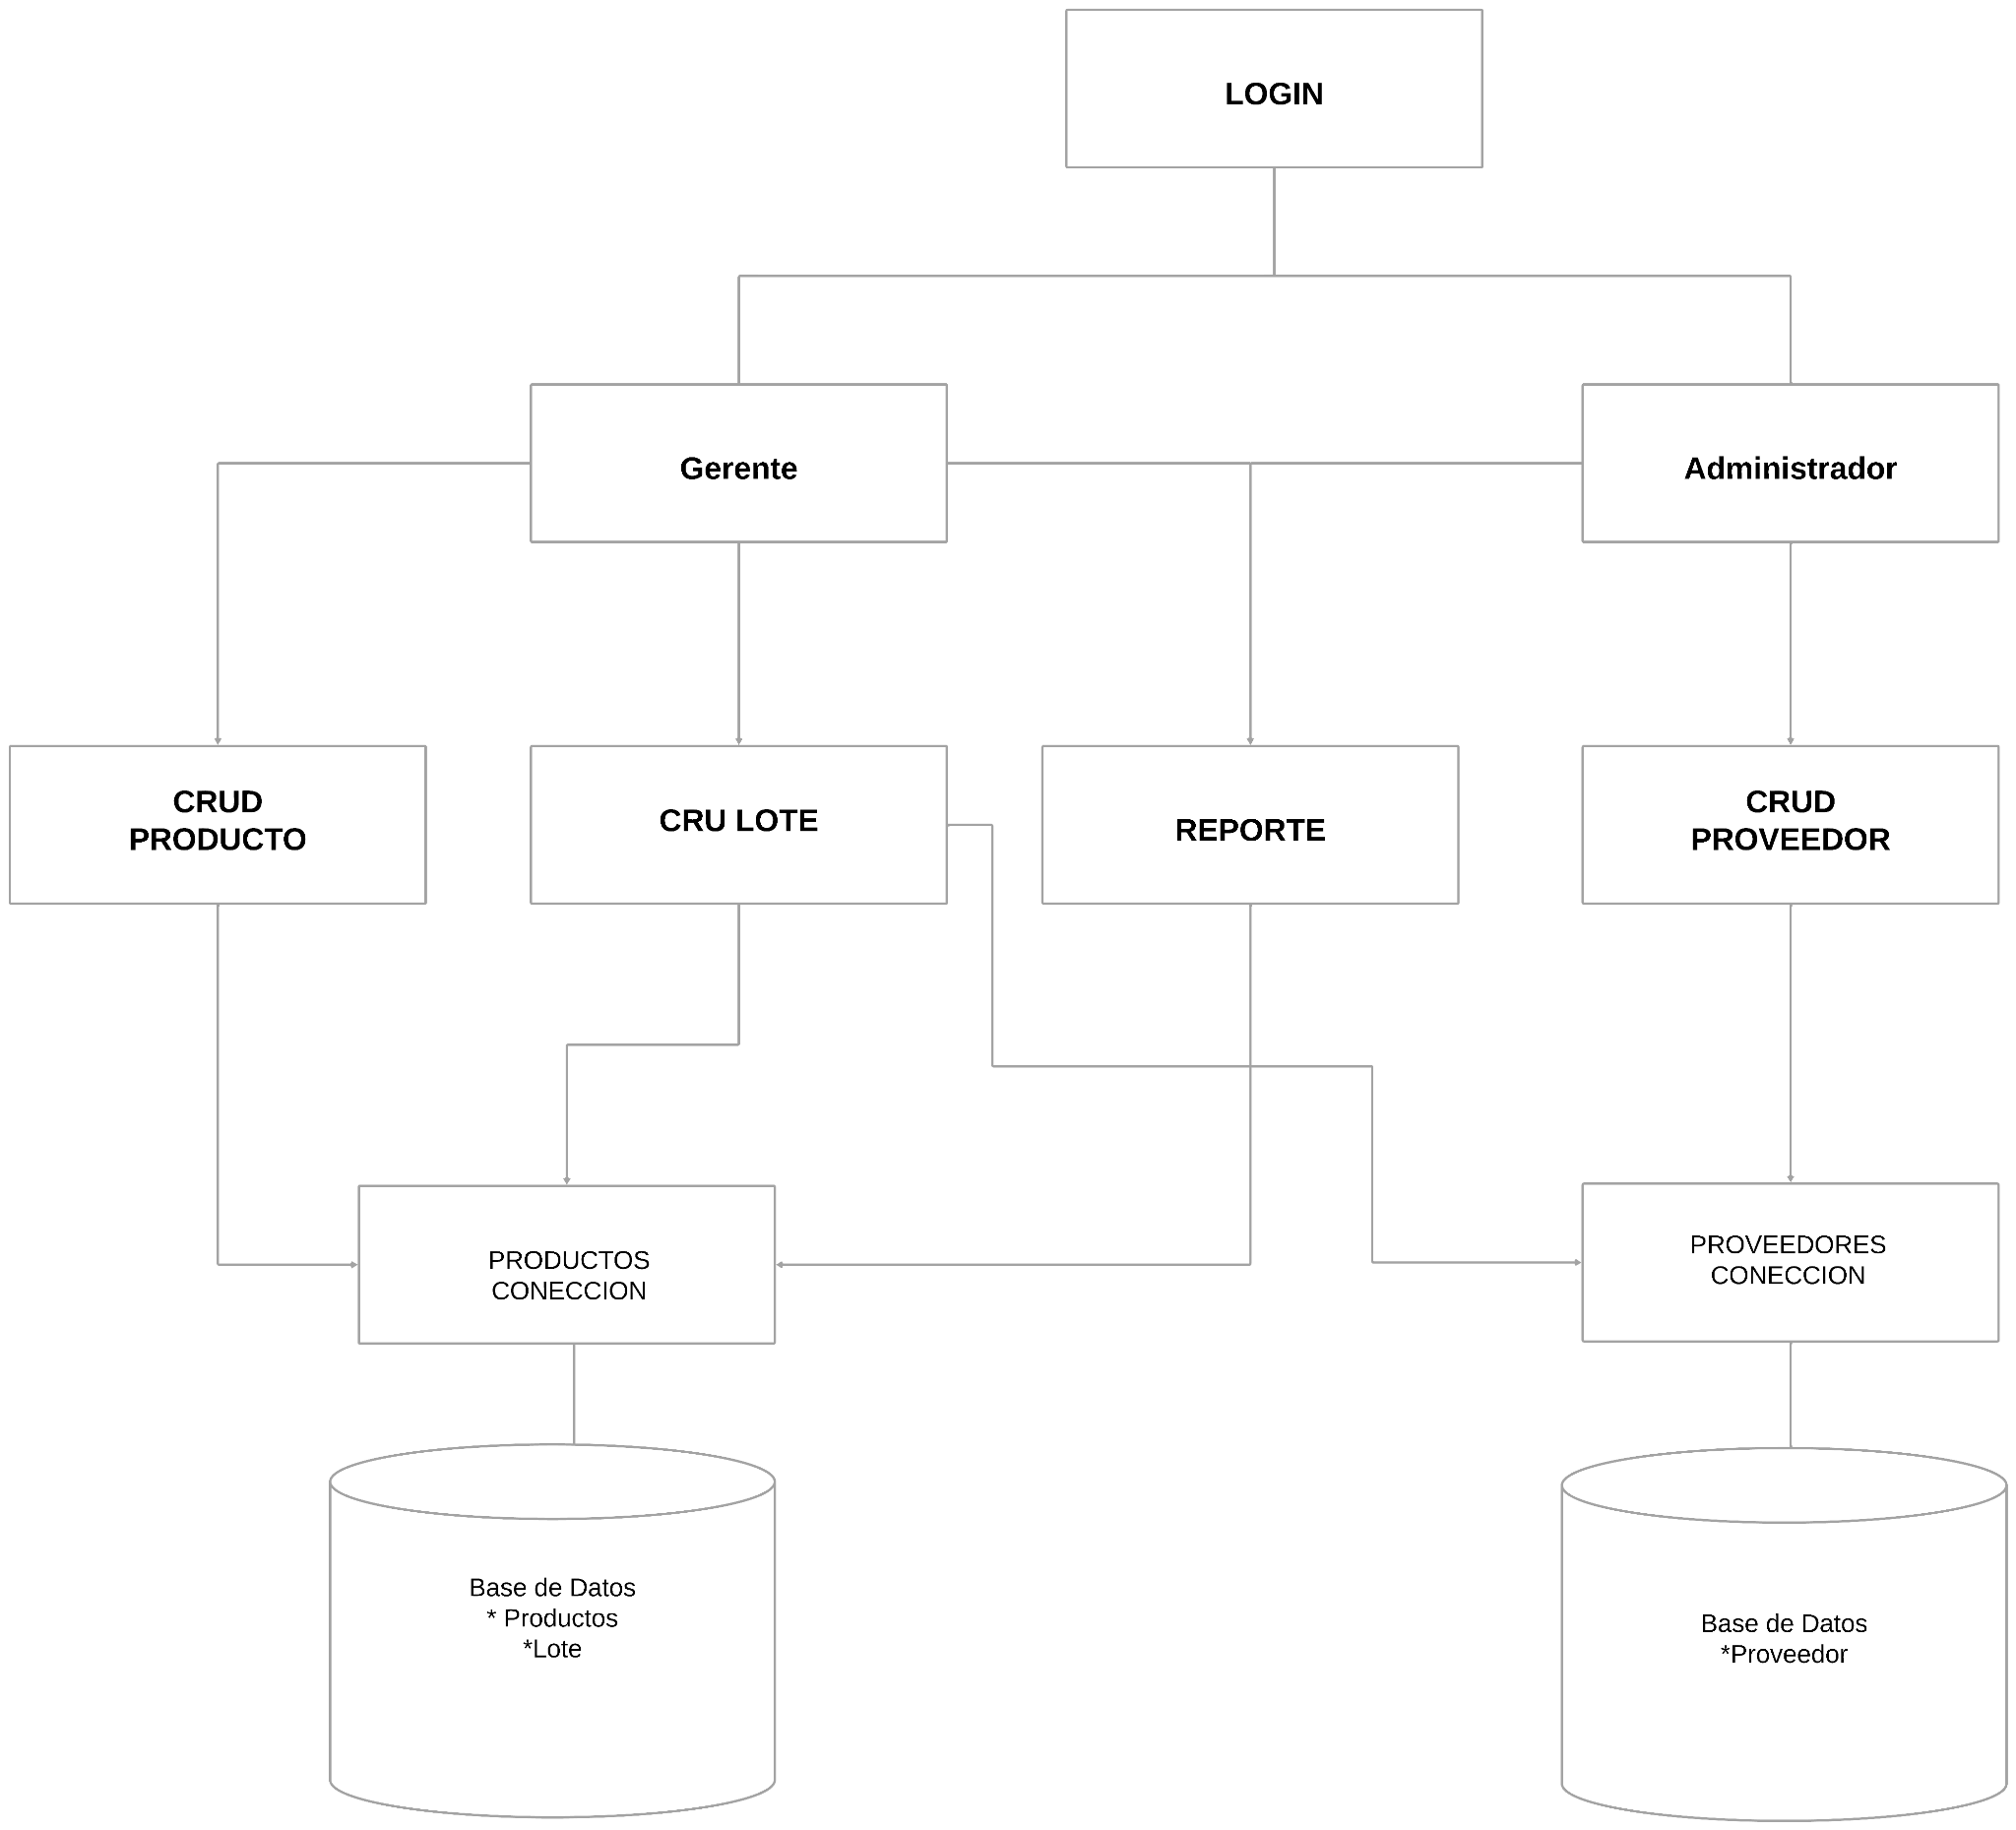 LOGIN
Gerente
Administrador
CRUD
PRODUCTO
CRU LOTE
REPORTE
CRUD
PROVEEDOR
PRODUCTOS
CONECCION
PROVEEDORES
CONECCION
Base de Datos
* Productos
*Lote
Base de Datos
*Proveedor